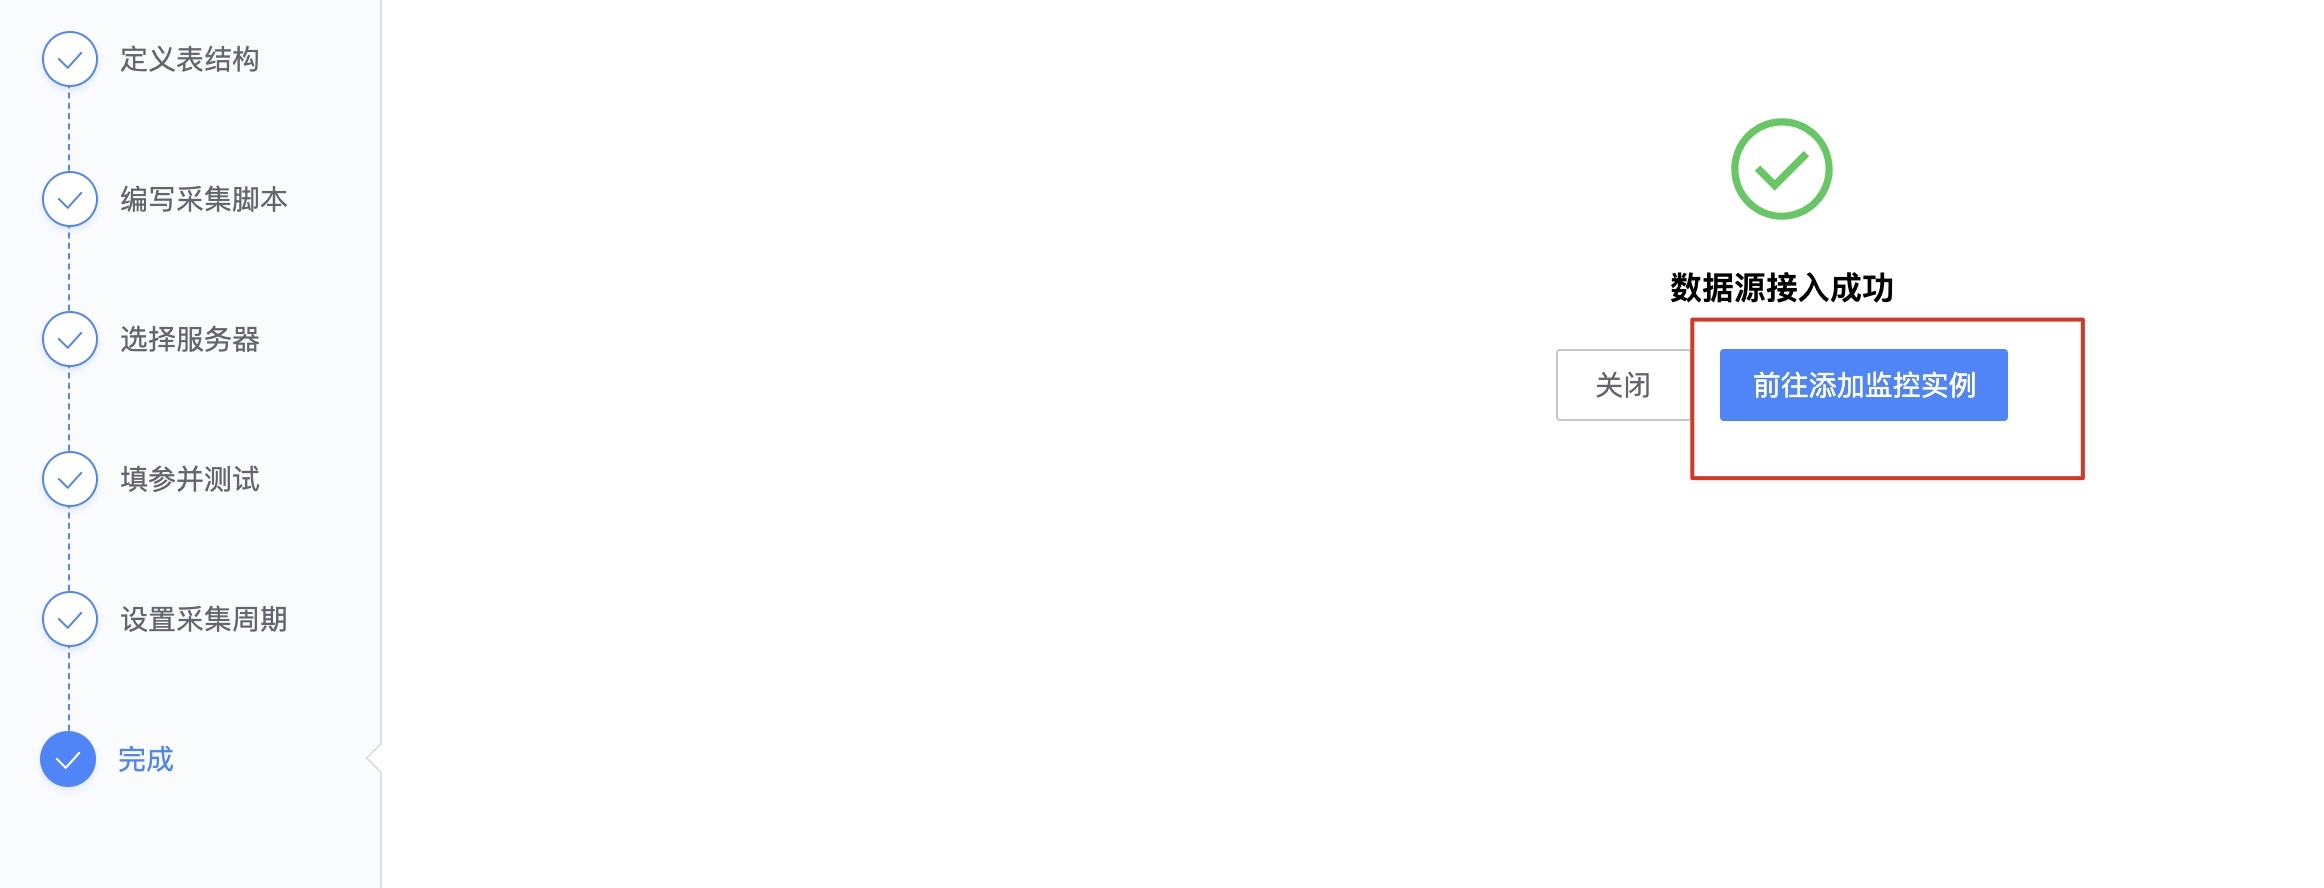 定义表结构
编写采集脚本
选择服务器
填参并测试
设置采集周期
完成
数据源接入成功
关闭
前往添加监控实例